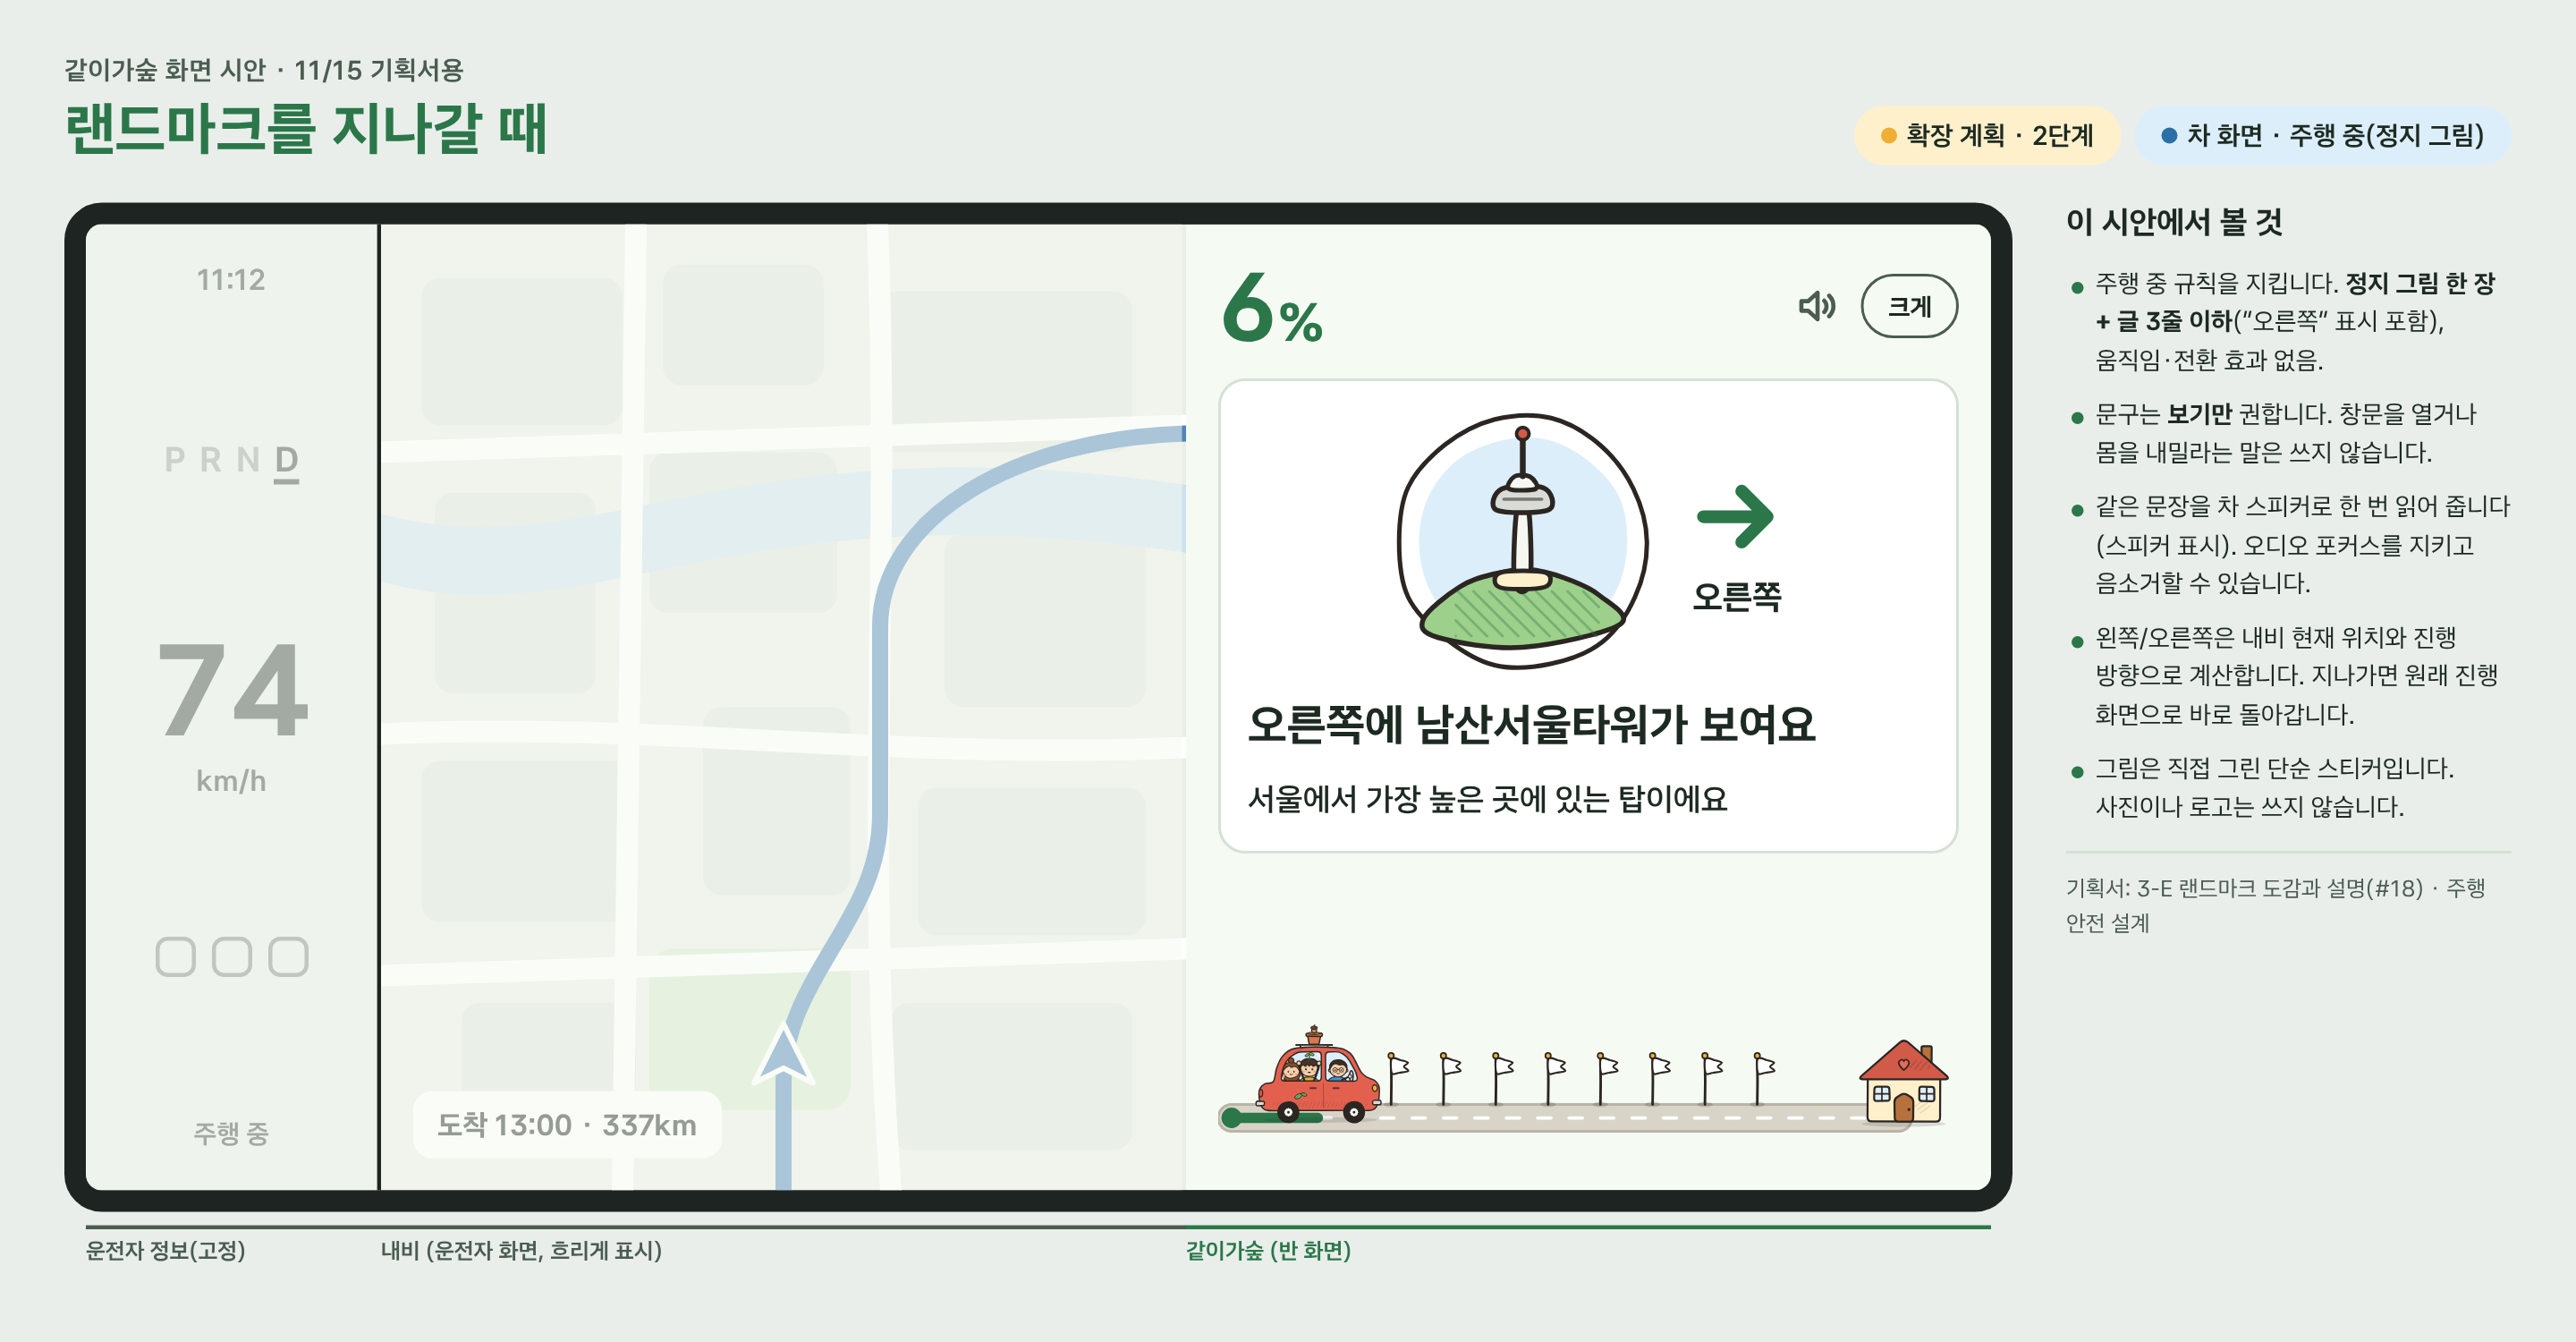 같이가숲 화면 시안 · 11/15 기획서용
랜드마크를 지나갈 때
확장 계획 · 2단계
차 화면 · 주행 중(정지 그림)
11:12
P R N D
74
km/h
주행 중
도착 13:00 · 337km
6%
크게
오른쪽
오른쪽에 남산서울타워가 보여요
서울에서 가장 높은 곳에 있는 탑이에요
운전자 정보(고정)
내비 (운전자 화면, 흐리게 표시)
같이가숲 (반 화면)
이 시안에서 볼 것
주행 중 규칙을 지킵니다. 정지 그림 한 장
+ 글 3줄 이하("오른쪽" 표시 포함),
움직임·전환 효과 없음.
문구는 보기만 권합니다. 창문을 열거나
몸을 내밀라는 말은 쓰지 않습니다.
같은 문장을 차 스피커로 한 번 읽어 줍니다
(스피커 표시). 오디오 포커스를 지키고
음소거할 수 있습니다.
왼쪽/오른쪽은 내비 현재 위치와 진행
방향으로 계산합니다. 지나가면 원래 진행
화면으로 바로 돌아갑니다.
그림은 직접 그린 단순 스티커입니다.
사진이나 로고는 쓰지 않습니다.
기획서: 3-E 랜드마크 도감과 설명(#18) · 주행
안전 설계